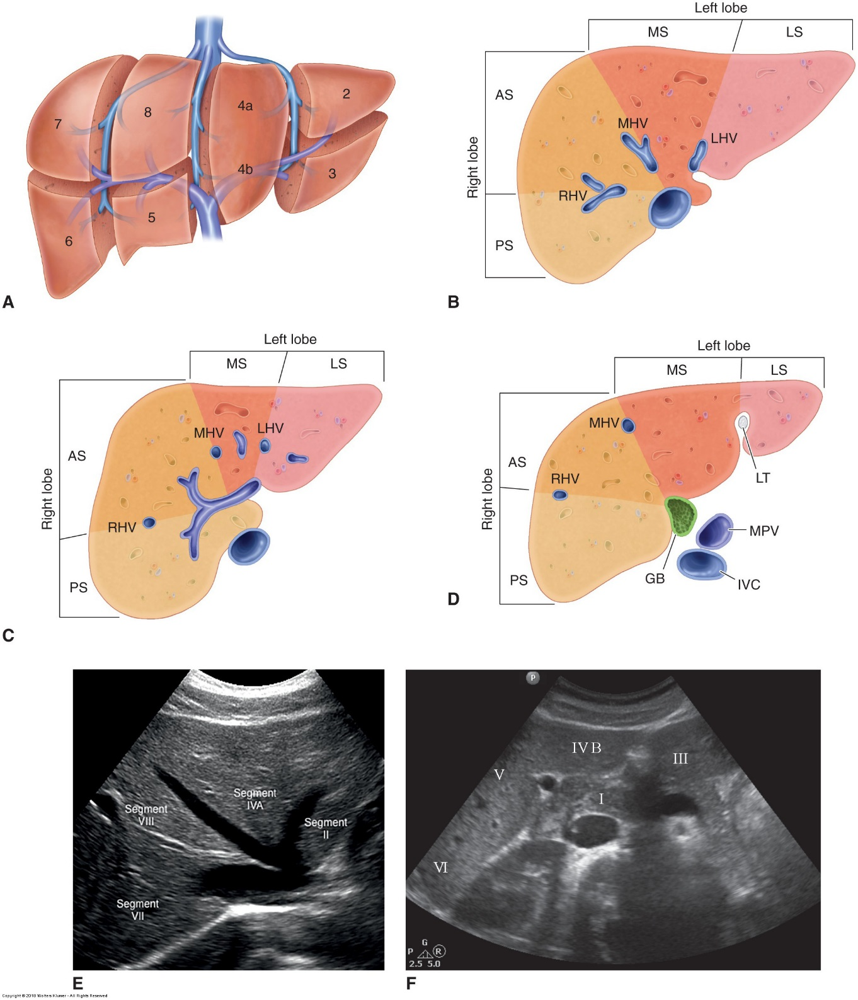 7
8
4a
2
4b
3
5
6
A
Left lobe
MS
LS
AS
Right lobe
MHV
LHV
RHV
PS
B
Left lobe
MS
LS
AS
Right lobe
MHV
LHV
RHV
PS
C
Left lobe
MS
LS
AS
Right lobe
MHV
RHV
LT
MPV
GB
IVC
PS
D
Segment
IVA
Segment
VIII
Segment
II
Segment
VII
E
P
IV B
III
V
I
VI
G
P
R
2.5 5.0
F
Copyright © 2018 Wolters Kluwer - All Rights Reserved